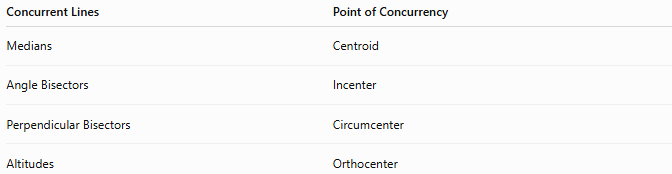 Concurrent Lines Point of Concurrency
Medians Centroid
Angle Bisectors Incenter
Perpendicular Bisectors Circumcenter
Altitudes Orthocenter